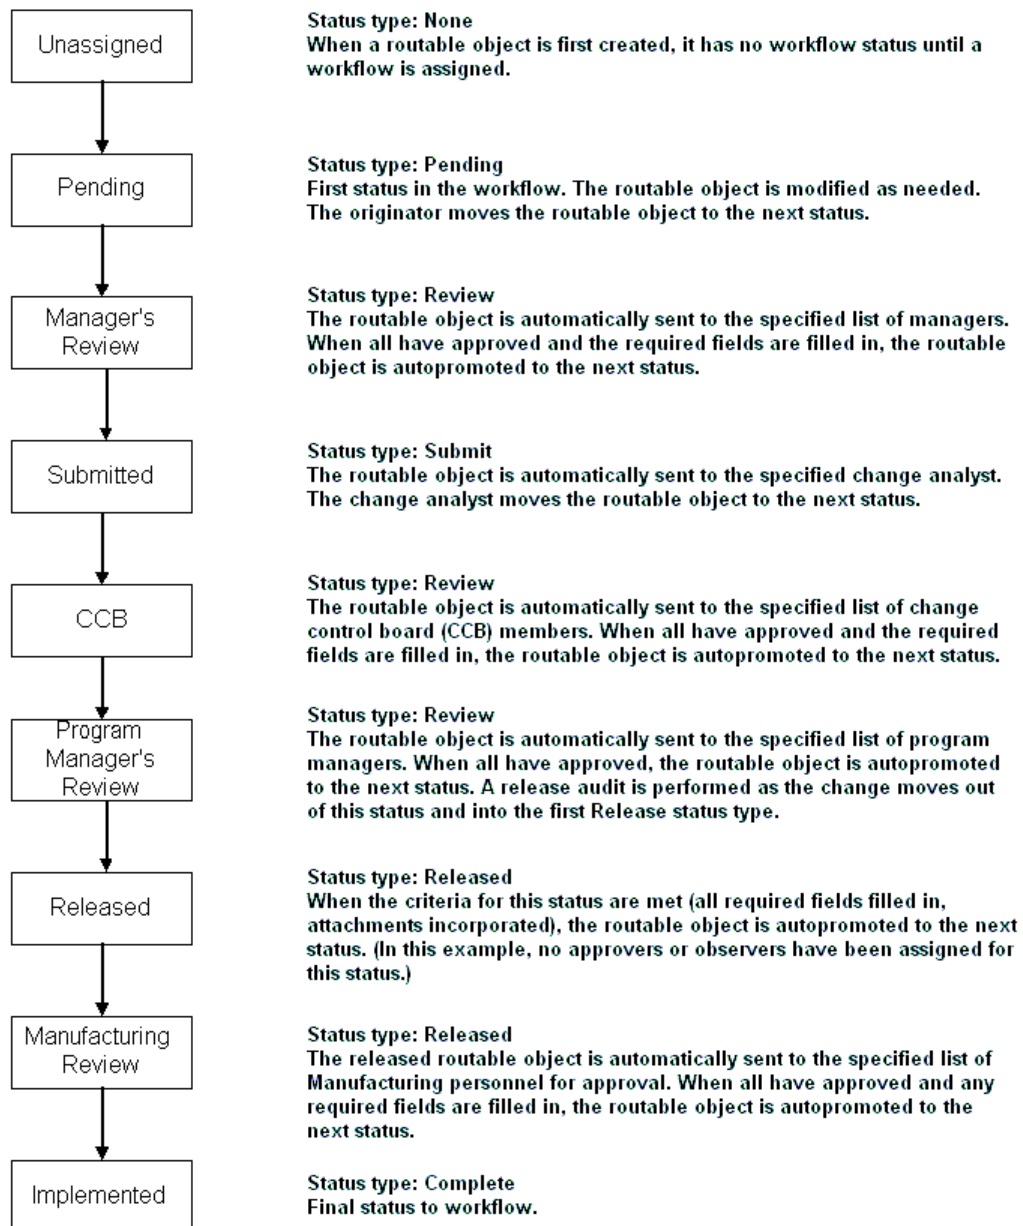 Unassigned
Status type: None
When a routable object is first created, it has no workflow status until a
workflow is assigned.
Pending
Status type: Pending
First status in the workflow. The routable object is modified as needed.
The originator moves the routable object to the next status.
Manager's
Review
Status type: Review
The routable object is automatically sent to the specified list of managers.
When all have approved and the required fields are filled in, the routable
object is autopromoted to the next status.
Submitted
Status type: Submit
The routable object is automatically sent to the specified change analyst.
The change analyst moves the routable object to the next status.
CCB
Status type: Review
The routable object is automatically sent to the specified list of change
control board (CCB) members. When all have approved and the required
fields are filled in, the routable object is autopromoted to the next status.
Program
Manager's
Review
Status type: Review
The routable object is automatically sent to the specified list of program
managers. When all have approved, the routable object is autopromoted
to the next status. A release audit is performed as the change moves out
of this status and into the first Release status type.
Released
Status type: Released
When the criteria for this status are met (all required fields filled in,
attachments incorporated), the routable object is autopromoted to the next
status. (In this example, no approvers or observers have been assigned for
this status.)
Manufacturing
Review
Status type: Released
The released routable object is automatically sent to the specified list of
Manufacturing personnel for approval. When all have approved and any
required fields are filled in, the routable object is autopromoted to the
next status.
Implemented
Status type: Complete
Final status to workflow.